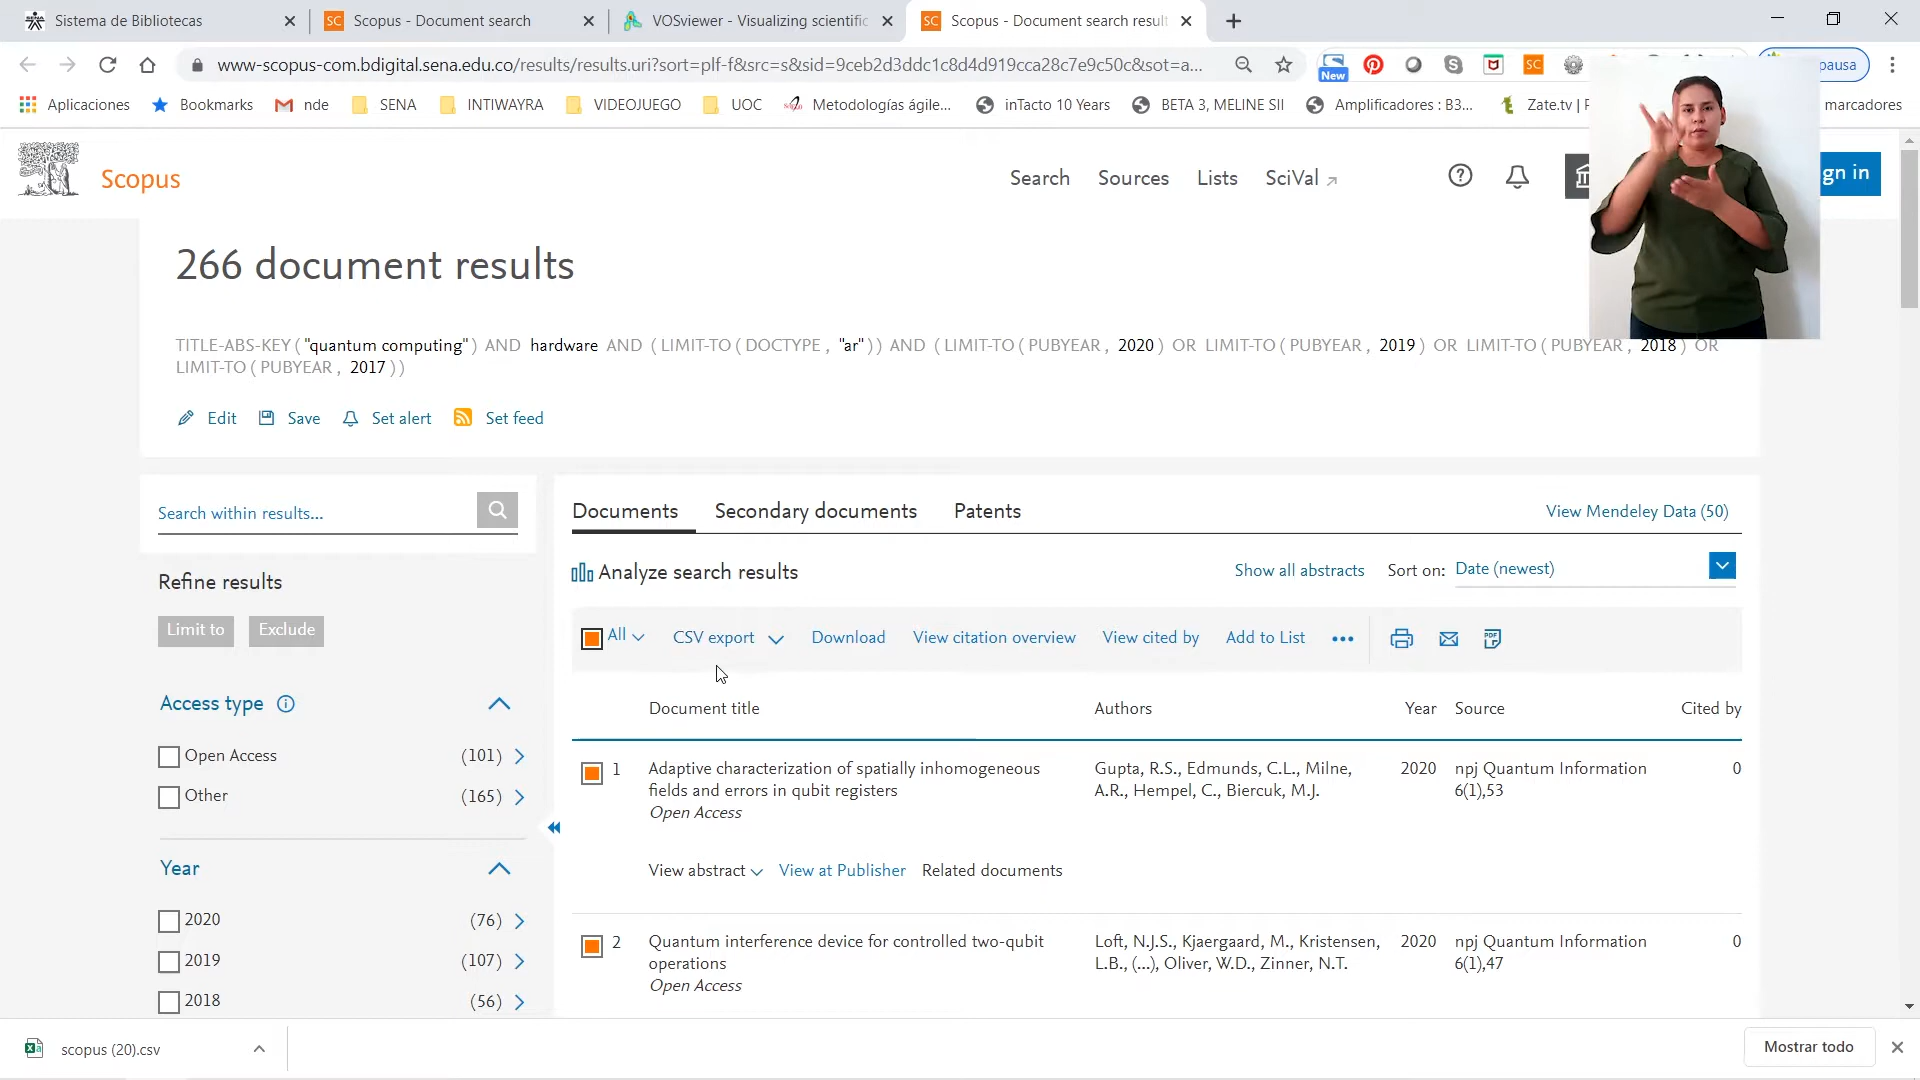 Sistema de Bibliotecas
SC Scopus - Document search
VOSviewer - Visualizing scientific
SC Scopus - Document search result
www-scopus-com.bdigital.sena.edu.co/results/results.uri?sort=plf-f&src=s&sid=9ceb2d3ddc1c8d4d919cca28c7e9c50c&sot=a...
New
SC
pausa
Aplicaciones
Bookmarks
nde
SENA
INTIWAYRA
VIDEOJUEGO
UOC
Metodologías ágile...
inTacto 10 Years
BETA 3, MELINE SII
Amplificadores : B3...
Zate.tv | F
marcadores
Scopus
Search
Sources
Lists
SciVal
gn in
266 document results
TITLE-ABS-KEY ( "quantum computing" ) AND hardware AND ( LIMIT-TO ( DOCTYPE , "ar" ) ) AND ( LIMIT-TO ( PUBYEAR , 2020 ) OR LIMIT-TO ( PUBYEAR , 2019 ) OR LIMIT-TO ( PUBYEAR , 2018 ) OR
LIMIT-TO ( PUBYEAR , 2017 ) )
Edit Save Set alert Set feed
Search within results...
Documents Secondary documents Patents View Mendeley Data (50)
Refine results
Analyze search results Show all abstracts Sort on: Date (newest)
Limit to Exclude
All CSV export Download View citation overview View cited by Add to List ••• PDF
Access type
Document title Authors Year Source Cited by
Open Access (101)
Other (165)
1 Adaptive characterization of spatially inhomogeneous Gupta, R.S., Edmunds, C.L., Milne, 2020 npj Quantum Information 0
fields and errors in qubit registers A.R., Hempel, C., Biercuk, M.J. 6(1),53
Open Access
View abstract View at Publisher Related documents
Year
2020 (76)
2019 (107)
2018 (56)
2 Quantum interference device for controlled two-qubit Loft, N.J.S., Kjaergaard, M., Kristensen, 2020 npj Quantum Information 0
operations L.B., (...), Oliver, W.D., Zinner, N.T. 6(1),47
Open Access
scopus (20).csv
Mostrar todo